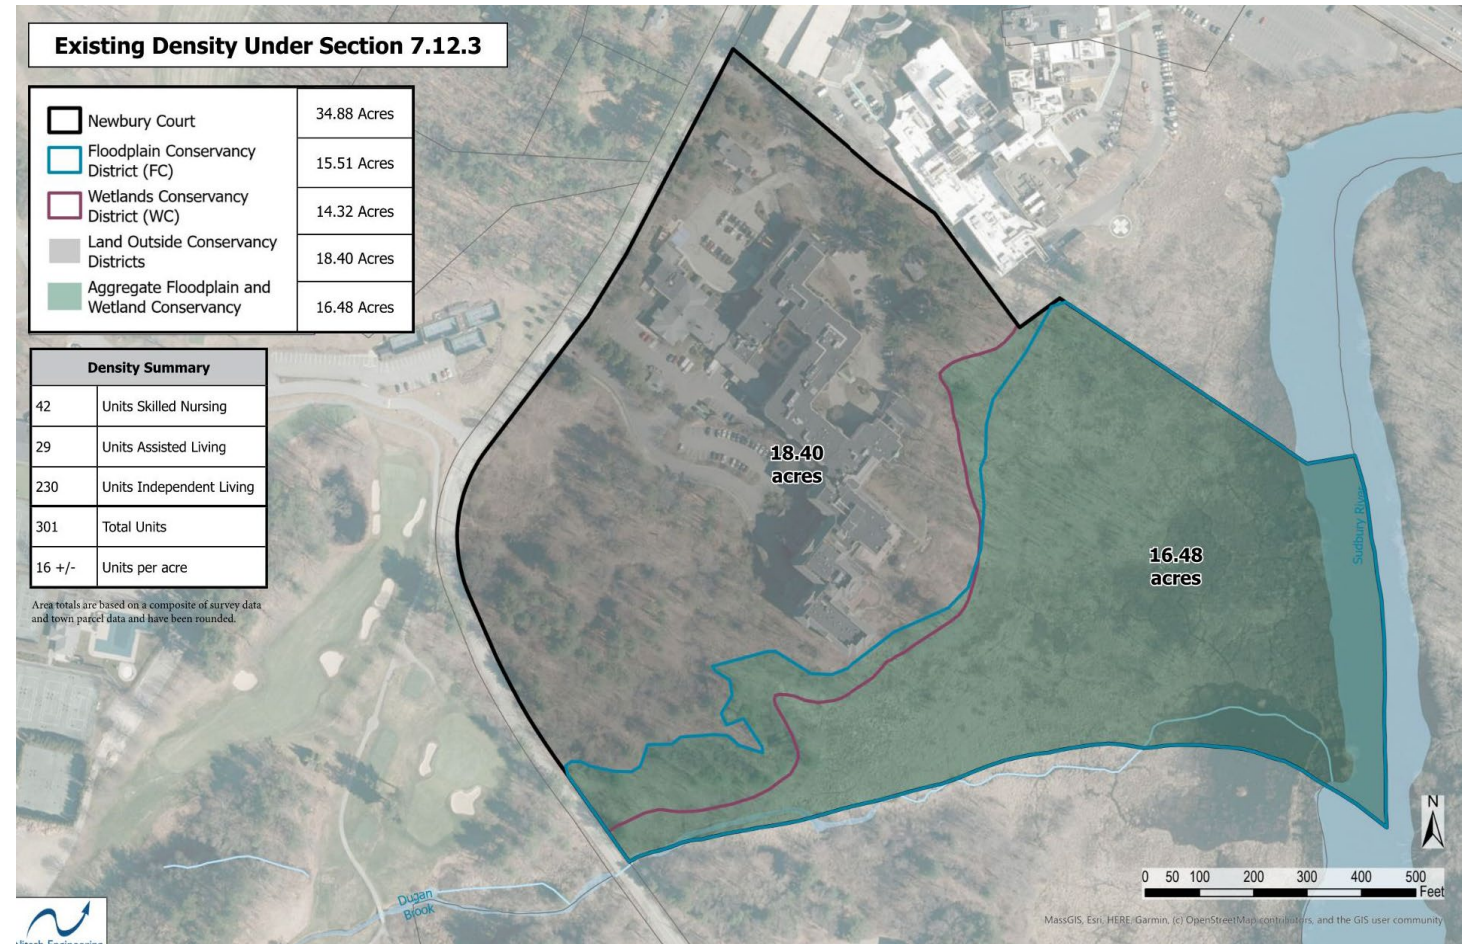 Existing Density Under Section 7.12.3
Newbury Court
34.88 Acres
Floodplain Conservancy
District (FC)
15.51 Acres
Wetlands Conservancy
District (WC)
14.32 Acres
Land Outside Conservancy
Districts
18.40 Acres
Aggregate Floodplain and
Wetland Conservancy
16.48 Acres
Density Summary
42 Units Skilled Nursing
29 Units Assisted Living
230 Units Independent Living
301 Total Units
16 +/- Units per acre
Area totals are based on a composite of survey data
and town parcel data and have been rounded.
18.40
acres
16.48
acres
Sudbury River
Dugan
Brook
N
0 50 100 200 300 400 500
Feet
MassGIS, Esri, HERE, Garmin, (c) OpenStreetMap contributors, and the GIS user community
Engineering